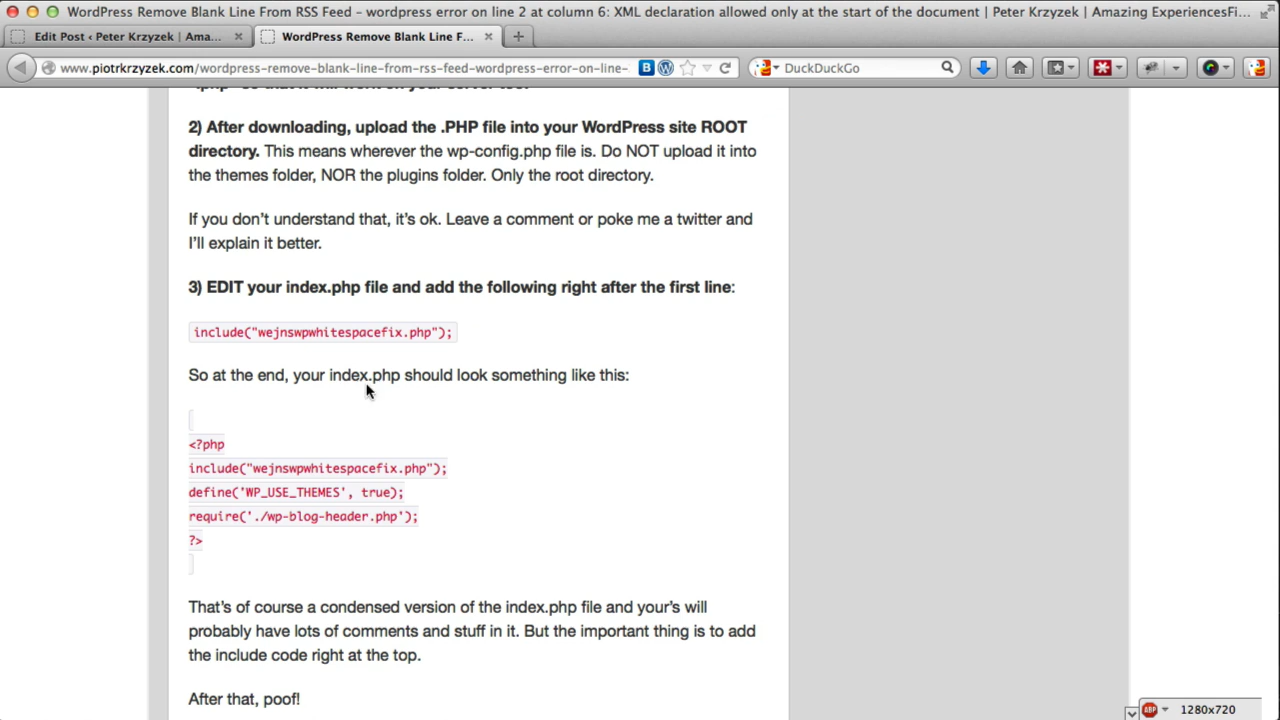 WordPress Remove Blank Line From RSS Feed – wordpress error on line 2 at column 6: XML declaration allowed only at the start of the document | Peter Krzyzek | Amazing ExperiencesFi...
Edit Post ‹ Peter Krzyzek | Ama... ×
WordPress Remove Blank Line F... × +
www.piotrkrzyzek.com/wordpress-remove-blank-line-from-rss-feed-wordpress-error-on-line-
DuckDuckGo
2) After downloading, upload the .PHP file into your WordPress site ROOT
directory. This means wherever the wp-config.php file is. Do NOT upload it into
the themes folder, NOR the plugins folder. Only the root directory.
If you don't understand that, it's ok. Leave a comment or poke me a twitter and
I'll explain it better.
3) EDIT your index.php file and add the following right after the first line:
include("wejnswpwhitespacefix.php");
So at the end, your index.php should look something like this:
<?php
include("wejnswpwhitespacefix.php");
define('WP_USE_THEMES', true);
require('./wp-blog-header.php');
?>
That's of course a condensed version of the index.php file and your's will
probably have lots of comments and stuff in it. But the important thing is to add
the include code right at the top.
After that, poof!
ABP 1280x720